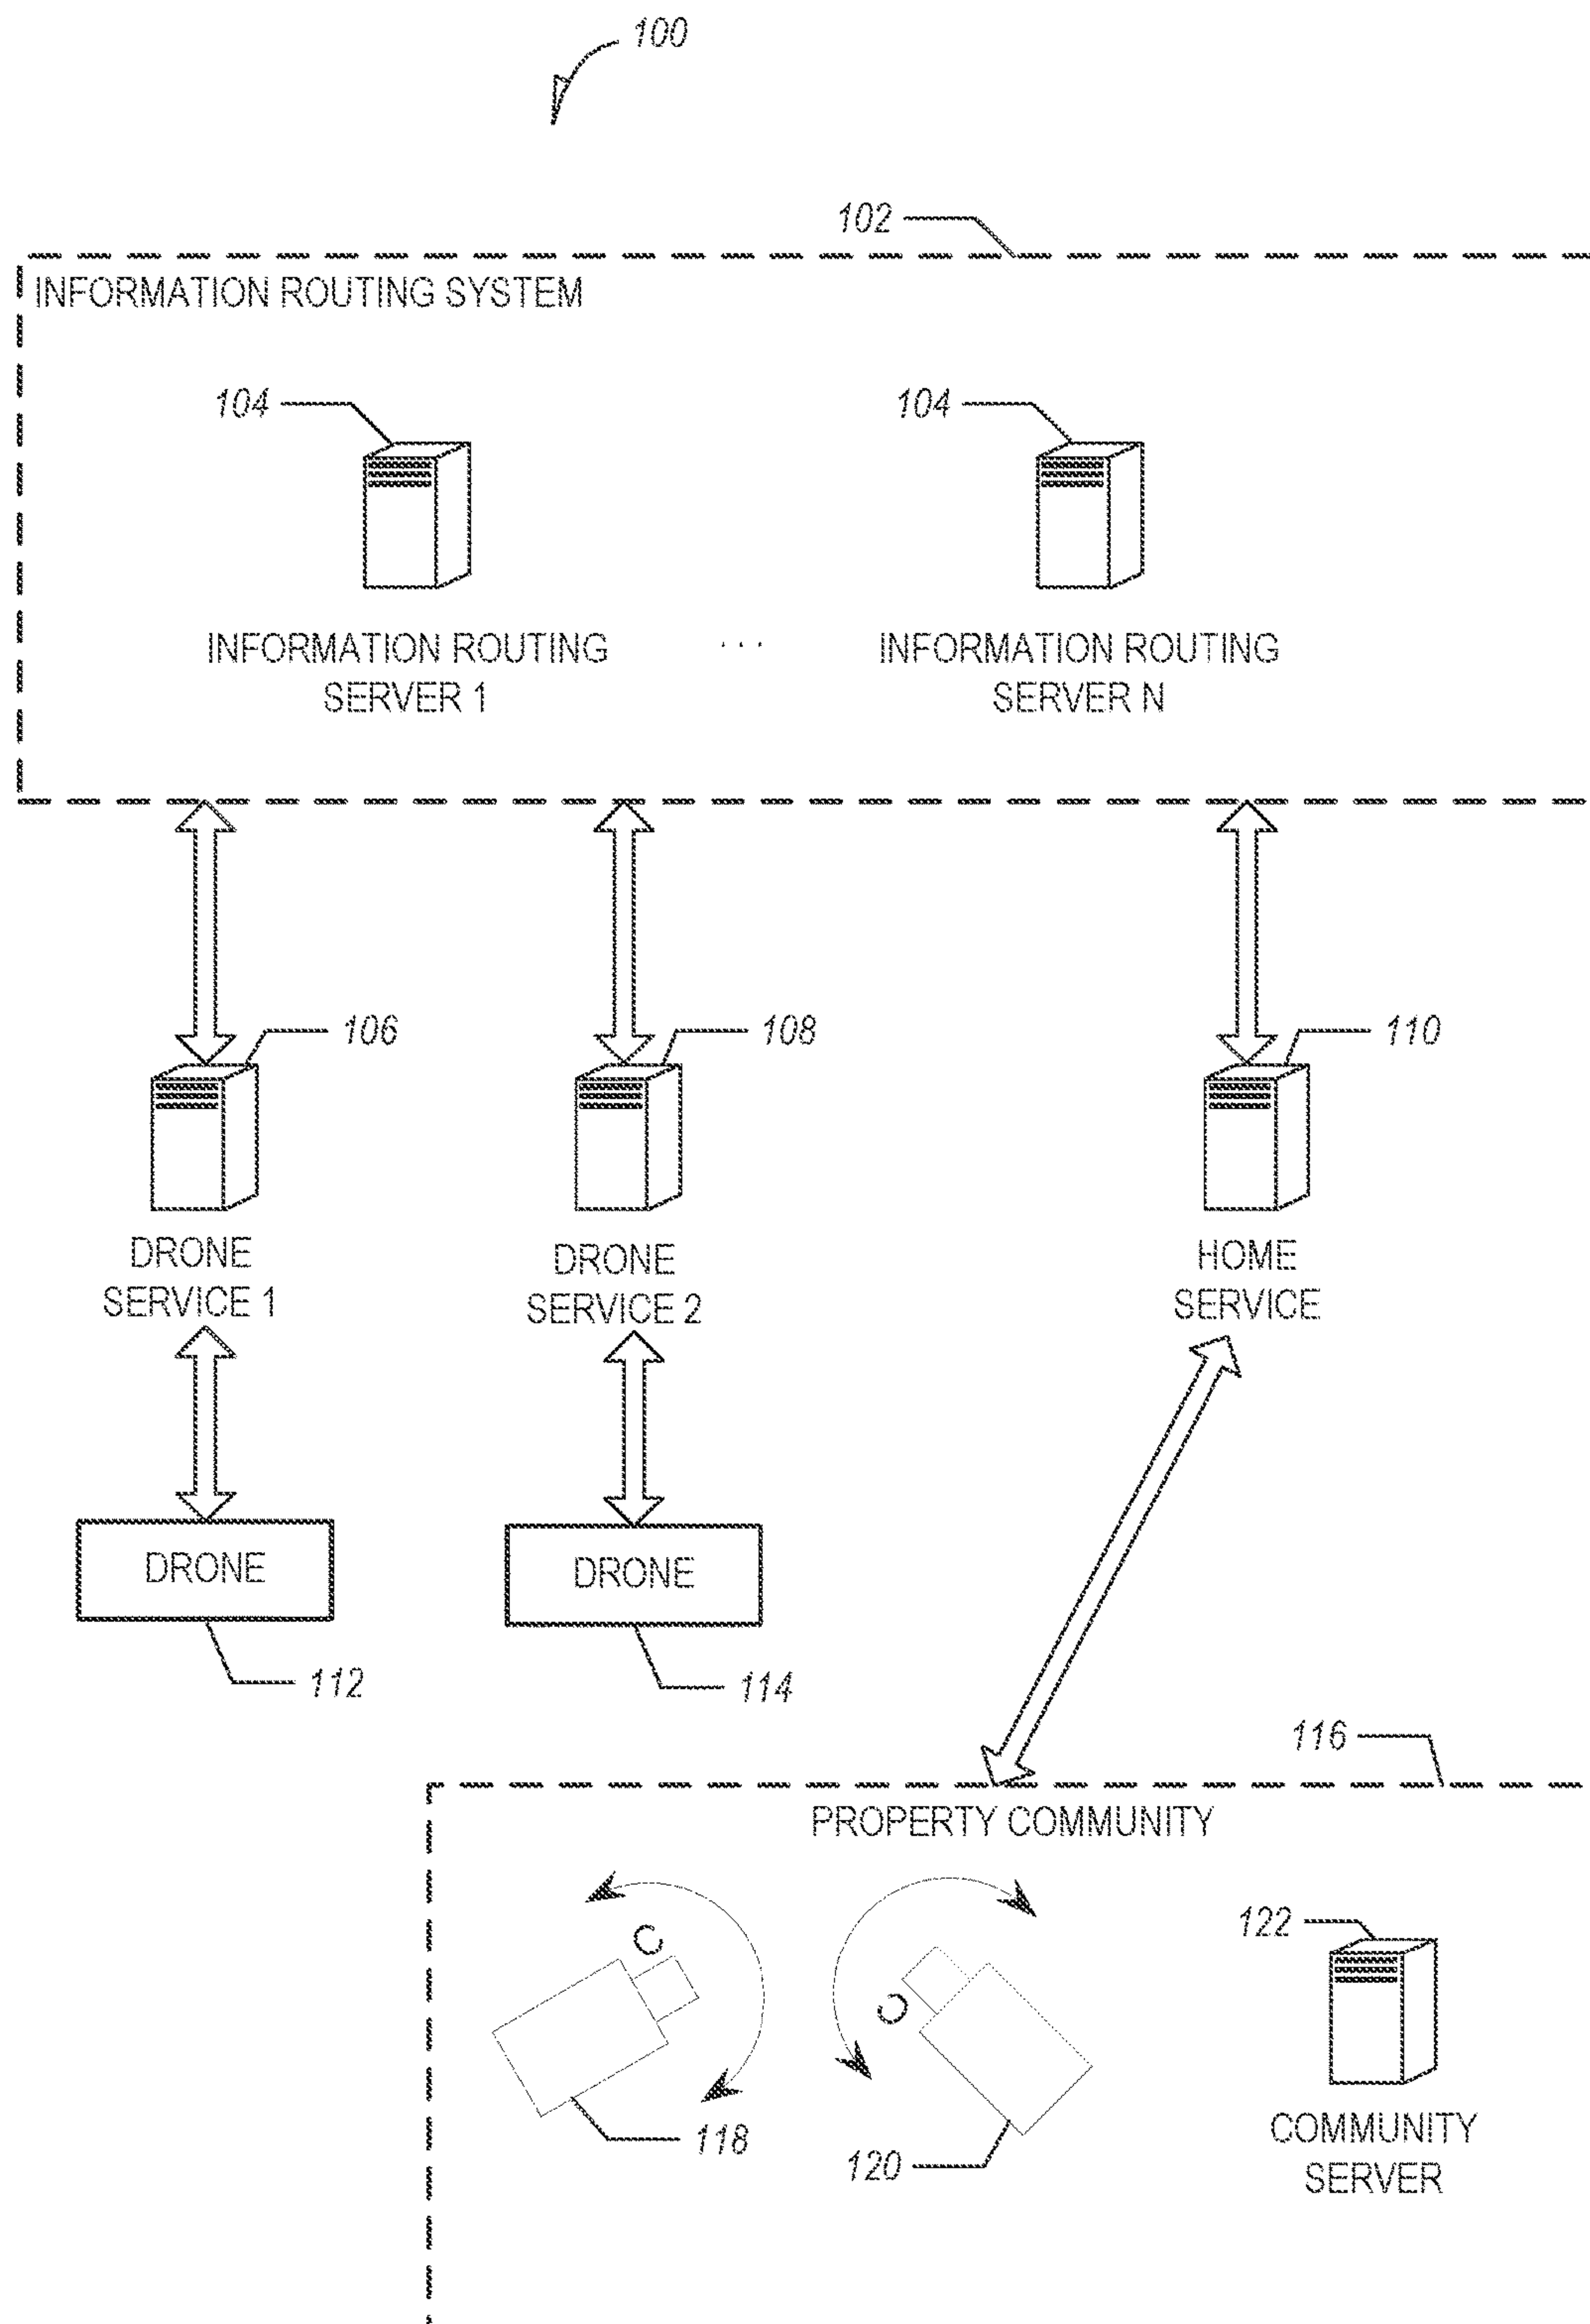 100
102
INFORMATION ROUTING SYSTEM
104
104
INFORMATION ROUTING
SERVER 1
. . .
INFORMATION ROUTING
SERVER N
106
108
110
DRONE
SERVICE 1
DRONE
SERVICE 2
HOME
SERVICE
DRONE
DRONE
112
114
116
PROPERTY COMMUNITY
122
118
120
COMMUNITY
SERVER